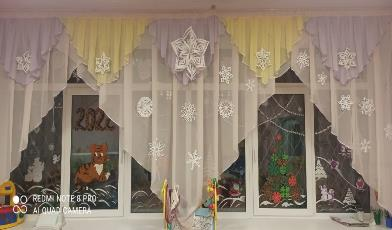 2022
REDMI NOTE 8 PRO
AI QUAD CAMERA